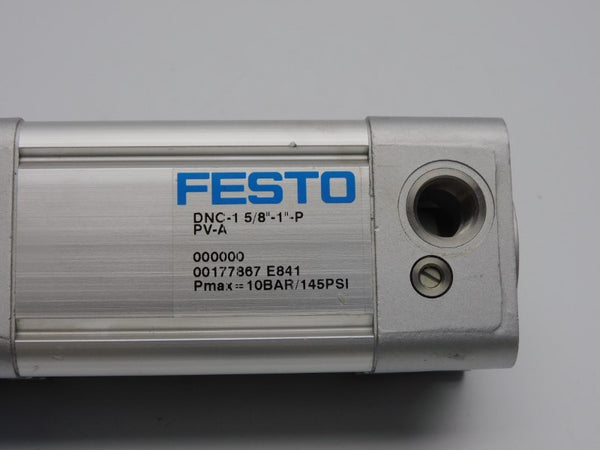 FESTO
DNC-1 5/8"-1"-P
PV-A
000000
00177867 E841
Pmax=10BAR/145PSI